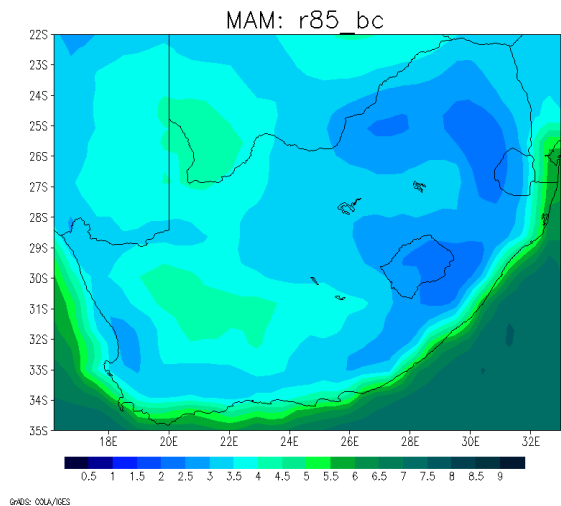 MAM: r85_bc
22S
23S
24S
25S
26S
27S
28S
29S
30S
31S
32S
33S
34S
35S
18E 20E 22E 24E 26E 28E 30E 32E
0.5 1 1.5 2 2.5 3 3.5 4 4.5 5 5.5 6 6.5 7 7.5 8 8.5 9
GrADS: COLA/IGES